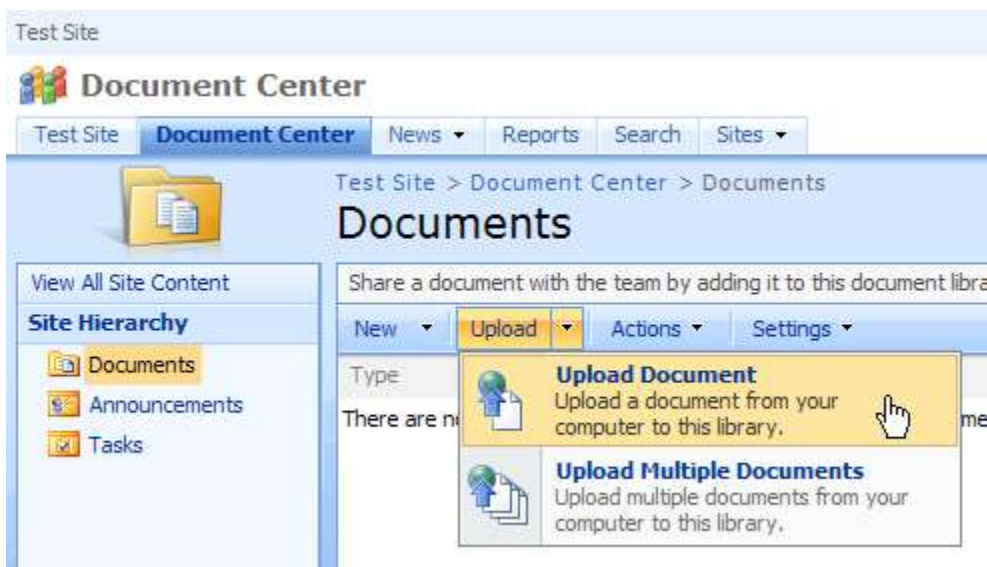 Test Site
Document Center
Test Site Document Center News Reports Search Sites
Test Site > Document Center > Documents
Documents
View All Site Content
Share a document with the team by adding it to this document
Site Hierarchy
New Upload Actions Settings
Documents
Announcements
Tasks
Type
There are
Upload Document
Upload a document from your
computer to this library.
Upload Multiple Documents
Upload multiple documents from your
computer to this library.